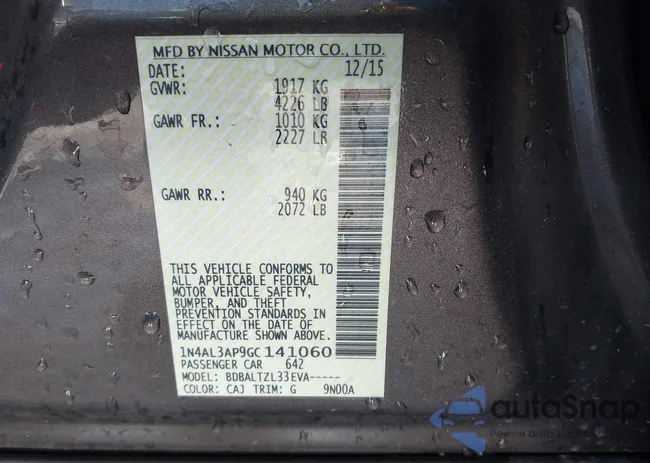 MFD BY NISSAN MOTOR CO., LTD.
DATE: 12/15
GVWR: 1917 KG
4226 LB
GAWR FR.: 1010 KG
2227 LB
GAWR RR.: 940 KG
2072 LB
THIS VEHICLE CONFORMS TO
ALL APPLICABLE FEDERAL
MOTOR VEHICLE SAFETY,
BUMPER, AND THEFT
PREVENTION STANDARDS IN
EFFECT ON THE DATE OF
MANUFACTURE SHOWN ABOVE.
1N4AL3AP9GC141060
PASSENGER CAR 642
MODEL: BDBALTZL33EVA-----
COLOR: CAJ TRIM: G 9N00A
autoSnap
Pewne auto z